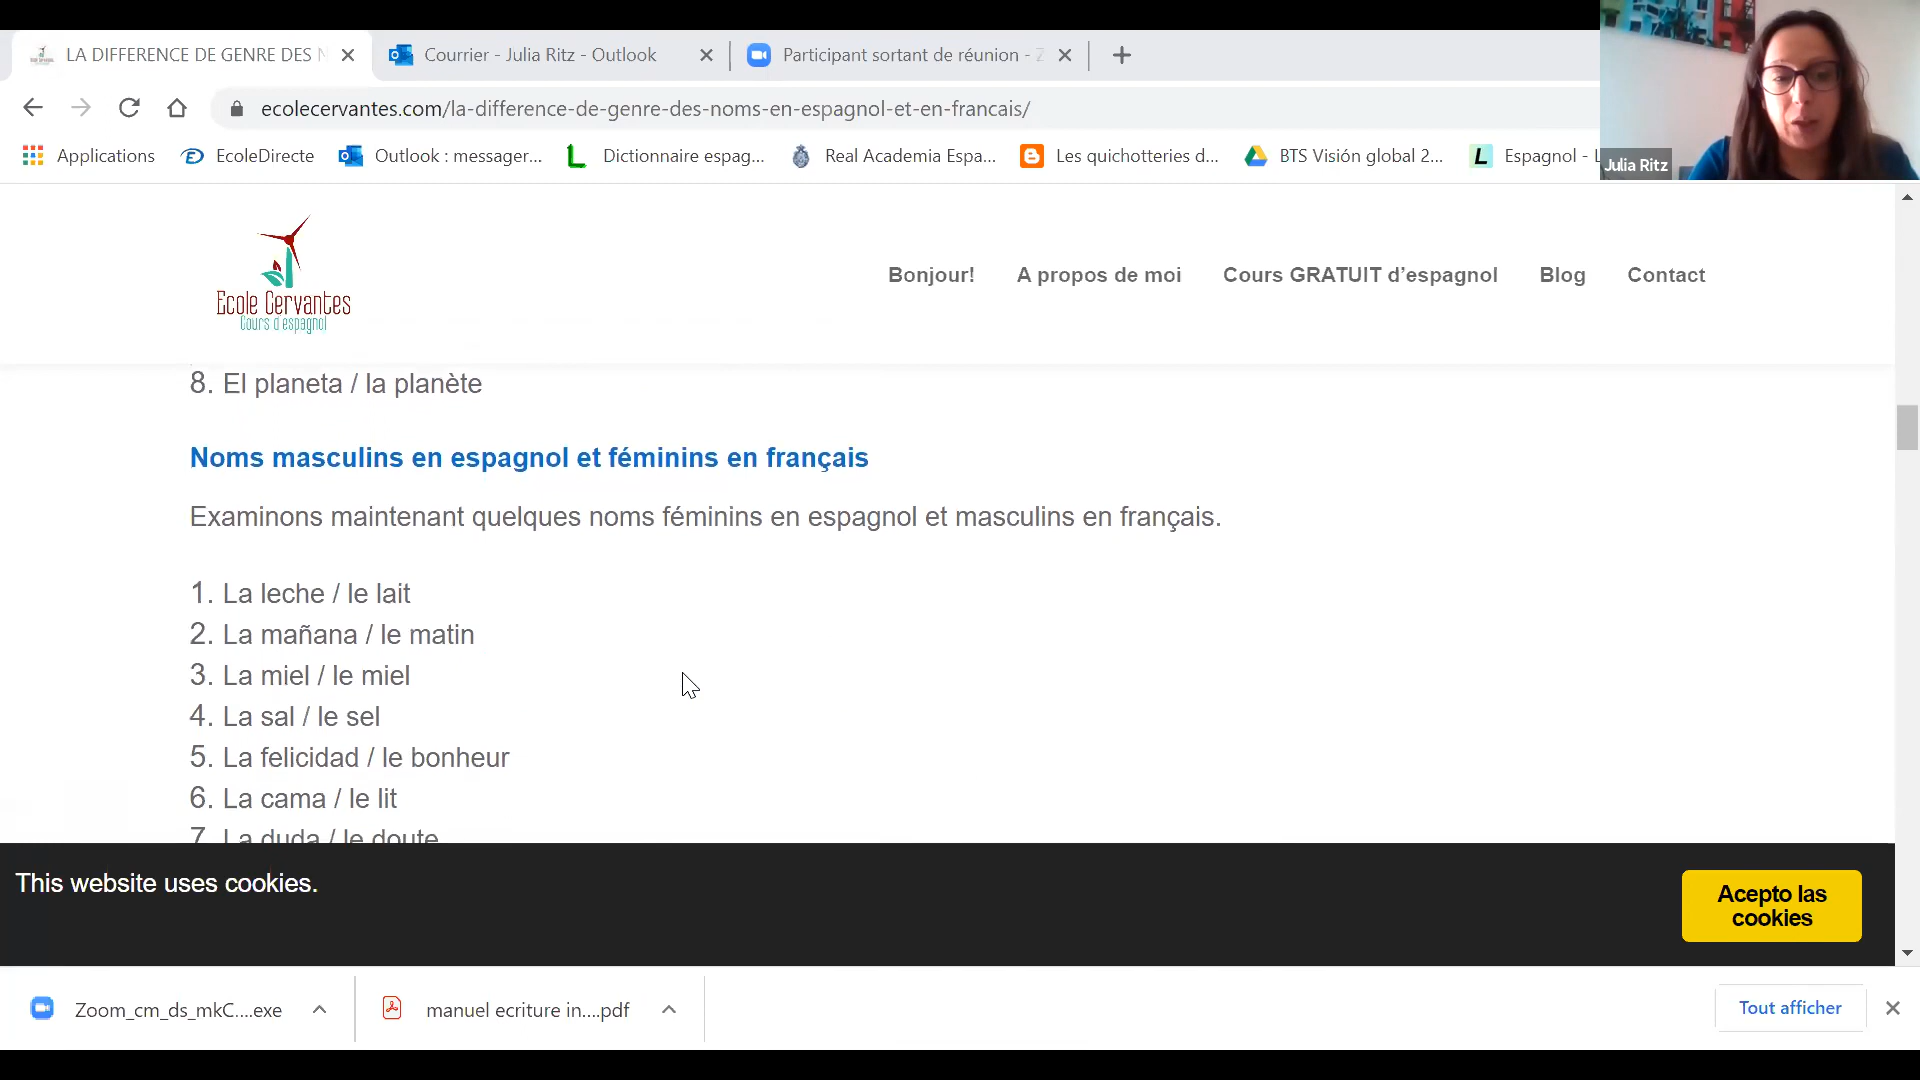 LA DIFFERENCE DE GENRE DES N
Courrier - Julia Ritz - Outlook
Participant sortant de réunion - Z
ecolecervantes.com/la-difference-de-genre-des-noms-en-espagnol-et-en-francais/
Applications
EcoleDirecte
Outlook : messager...
Dictionnaire espag...
Real Academia Espa...
Les quichotteries d...
BTS Visión global 2...
Espagnol - L
Julia Ritz
Ecole Cervantes
Cours d'espagnol
Bonjour!
A propos de moi
Cours GRATUIT d’espagnol
Blog
Contact
8. El planeta / la planète
Noms masculins en espagnol et féminins en français
Examinons maintenant quelques noms féminins en espagnol et masculins en français.
1. La leche / le lait
2. La mañana / le matin
3. La miel / le miel
4. La sal / le sel
5. La felicidad / le bonheur
6. La cama / le lit
7. La duda / le doute
This website uses cookies.
Acepto las
cookies
Zoom_cm_ds_mkC....exe
manuel ecriture in....pdf
Tout afficher